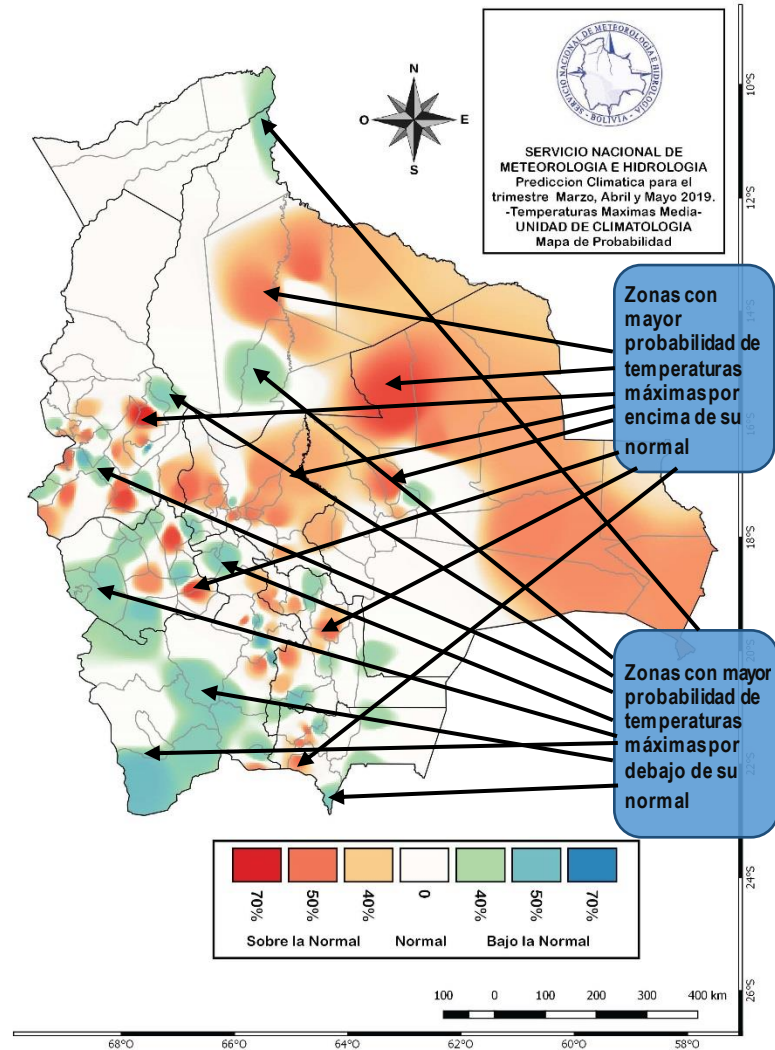 SERVICIO NACIONAL DE METEOROLOGIA E HIDROLOGIA
- BOLIVIA -
SERVICIO NACIONAL DE
METEOROLOGIA E HIDROLOGIA
Prediccion Climatica para el
trimestre Marzo, Abril y Mayo 2019.
-Temperaturas Maximas Media-
UNIDAD DE CLIMATOLOGIA
Mapa de Probabilidad
N
O
E
S
10°S
12°S
14°S
16°S
18°S
20°S
22°S
24°S
26°S
Zonas con
mayor
probabilidad de
temperaturas
máximas por
encima de su
normal
Zonas con mayor
probabilidad de
temperaturas
máximas por
debajo de su
normal
70%
50%
40%
0
40%
50%
70%
Sobre la Normal Normal Bajo la Normal
100 0 100 200 300 400 km
68°O 66°O 64°O 62°O 60°O 58°O